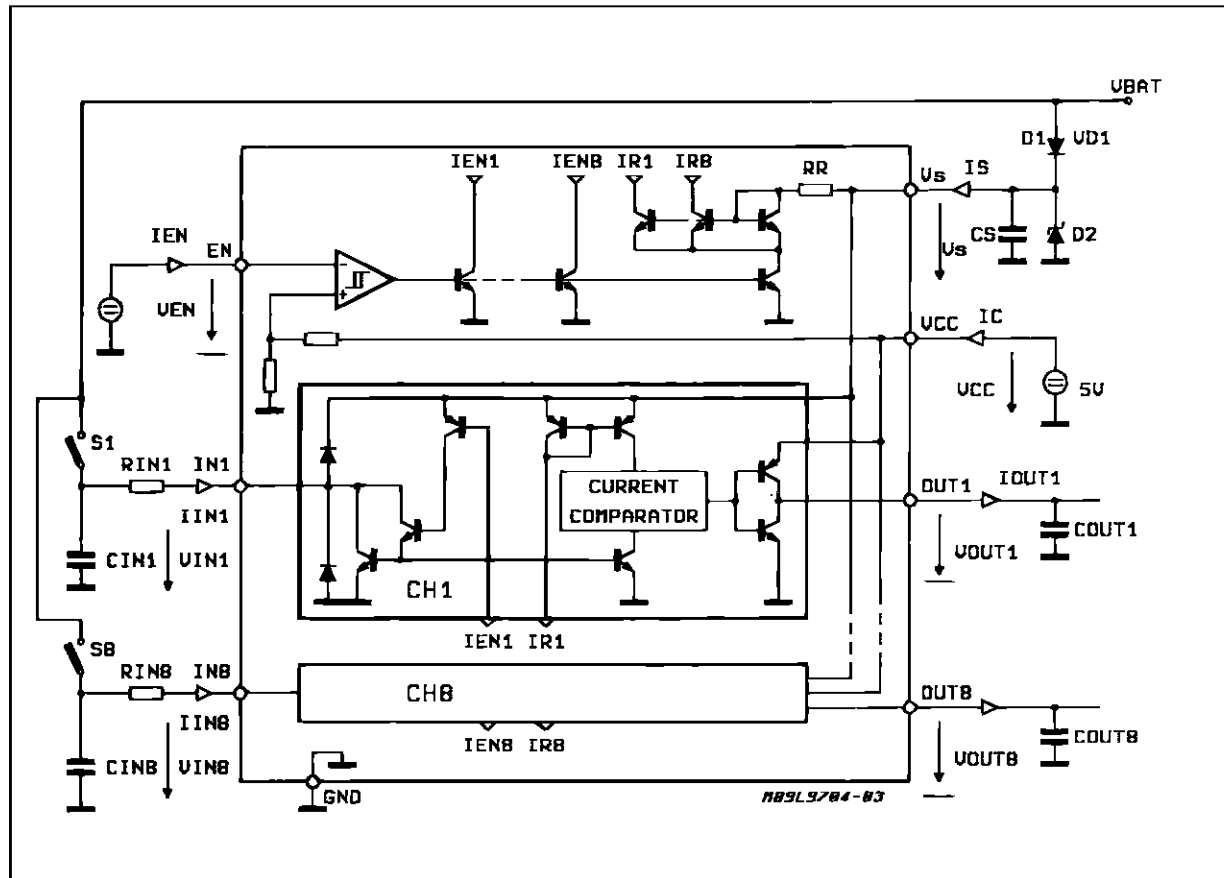 VBAT
D1 VD1
IEN1 IEN8 IR1 IR8 RR Vs IS
IEN EN CS D2
Vs
- +
VEN VCC IC
VCC 5V
S1
RIN1 IN1 CURRENT OUT1 IOUT1
COMPARATOR
IIN1 COUT1
CIN1 VIN1 VOUT1
CH1
IEN1 IR1
S8
RIN8 IN8 CH8 OUT8
IIN8
IEN8 IR8 COUT8
CIN8 VIN8 VOUT8
GND M89L9704-03